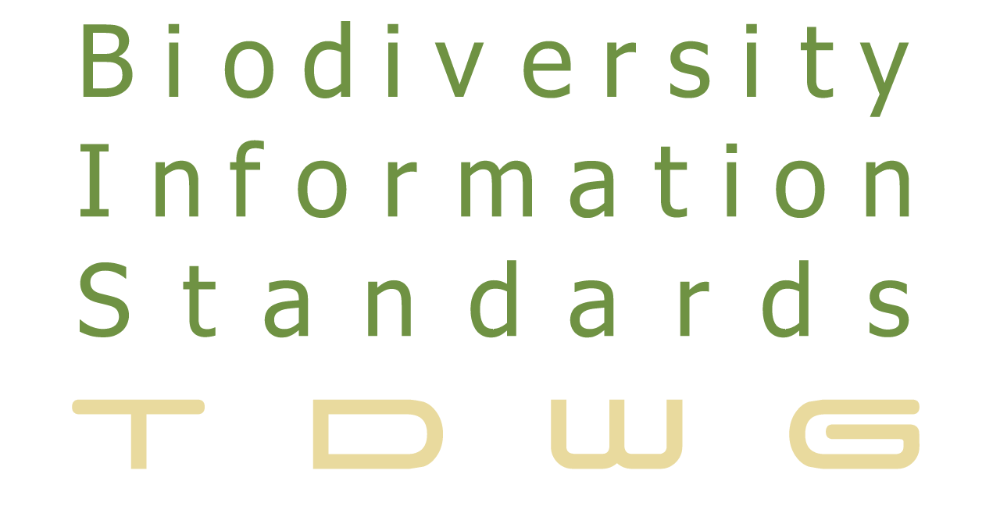 Biodiversity
Information
Standards
TDWG